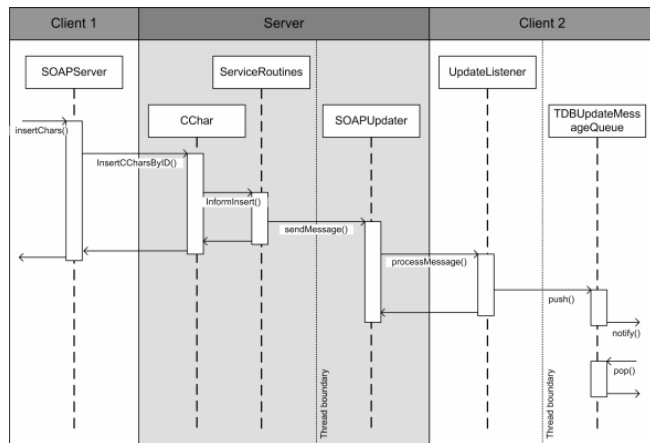 Client 1
Server
Client 2
SOAPServer
ServiceRoutines
UpdateListener
CChar
SOAPUpdater
TDBUpdateMess
ageQueue
insertChars()
InsertCCharsByID()
InformInsert()
sendMessage()
processMessage()
push()
notify()
pop()
Thread boundary
Thread boundary